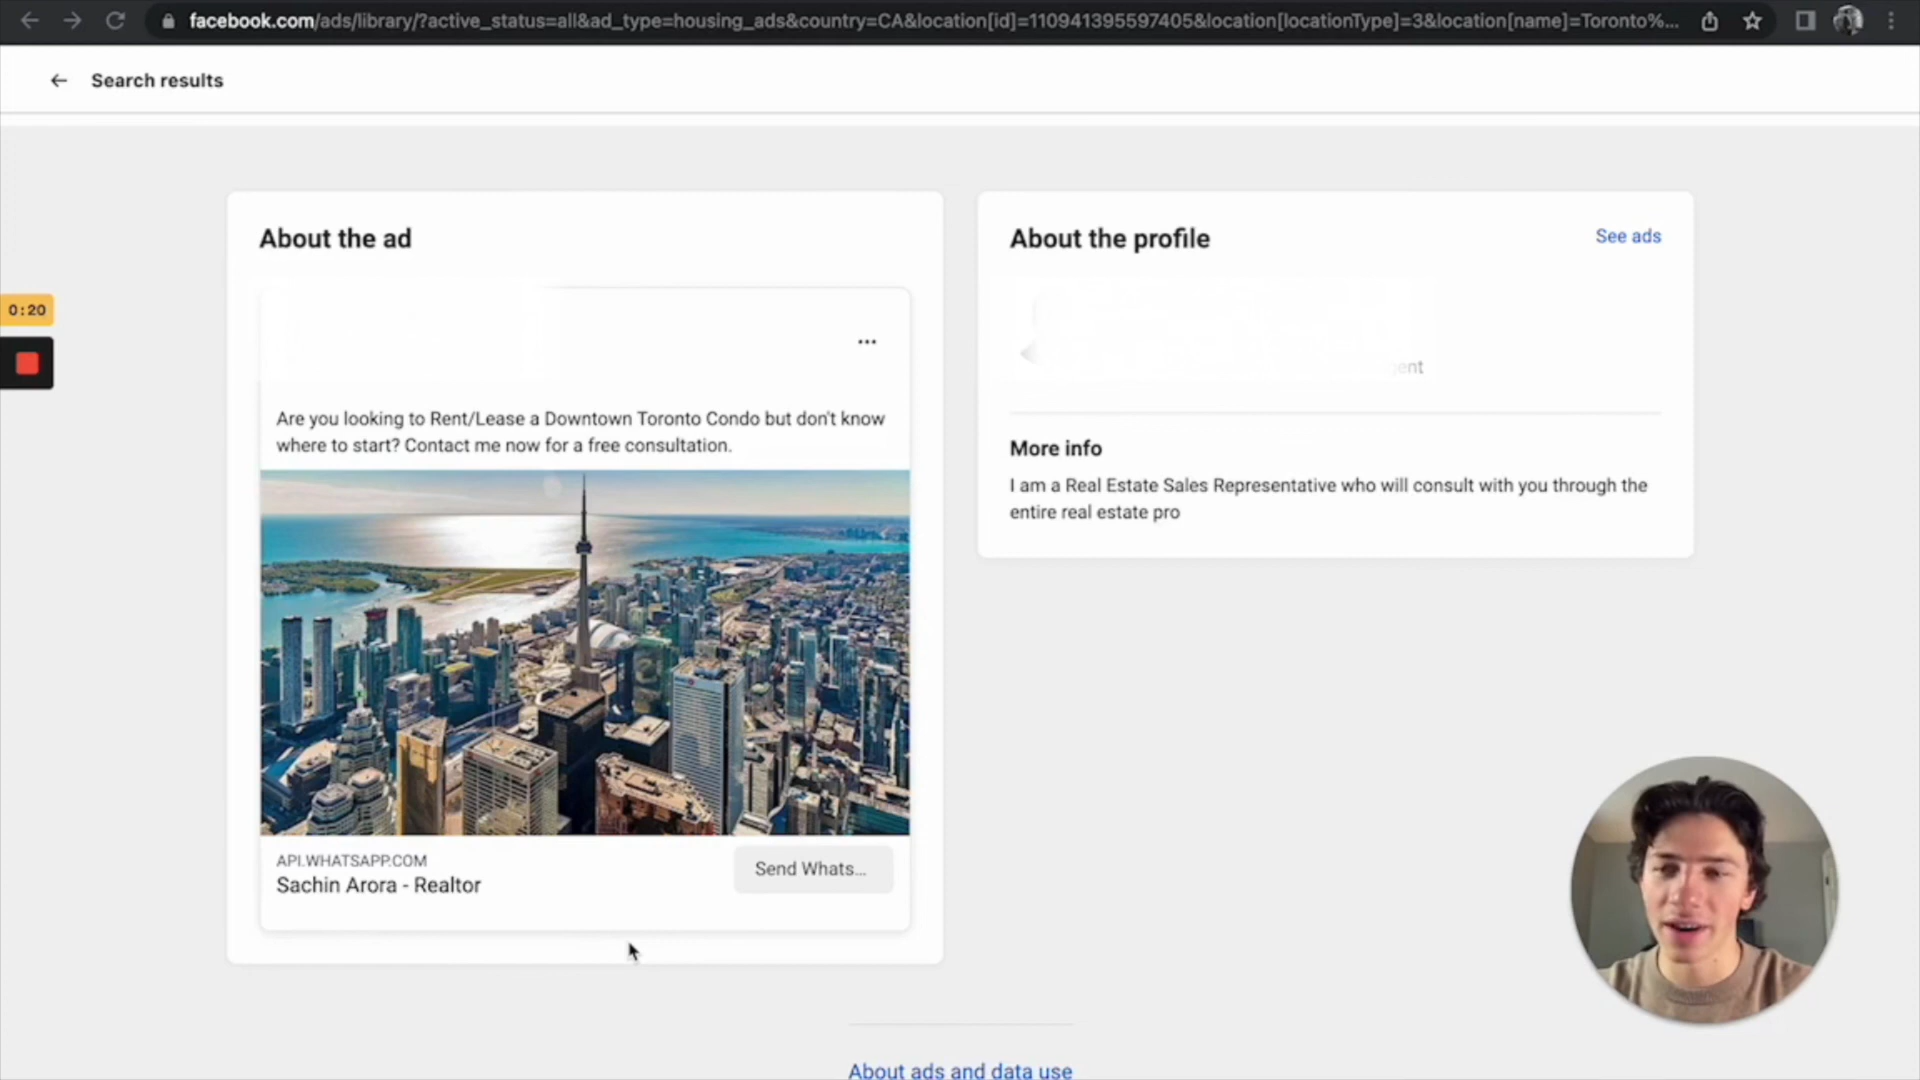 facebook.com/ads/library/?active_status=all&ad_type=housing_ads&country=CA&location[id]=110941395597405&location[locationType]=3&location[name]=Toronto%...
Search results
About the ad
About the profile
See ads
0:20
ent
Are you looking to Rent/Lease a Downtown Toronto Condo but don't know
where to start? Contact me now for a free consultation.
More info
I am a Real Estate Sales Representative who will consult with you through the
entire real estate pro
API.WHATSAPP.COM
Sachin Arora - Realtor
Send Whats...
About ads and data use